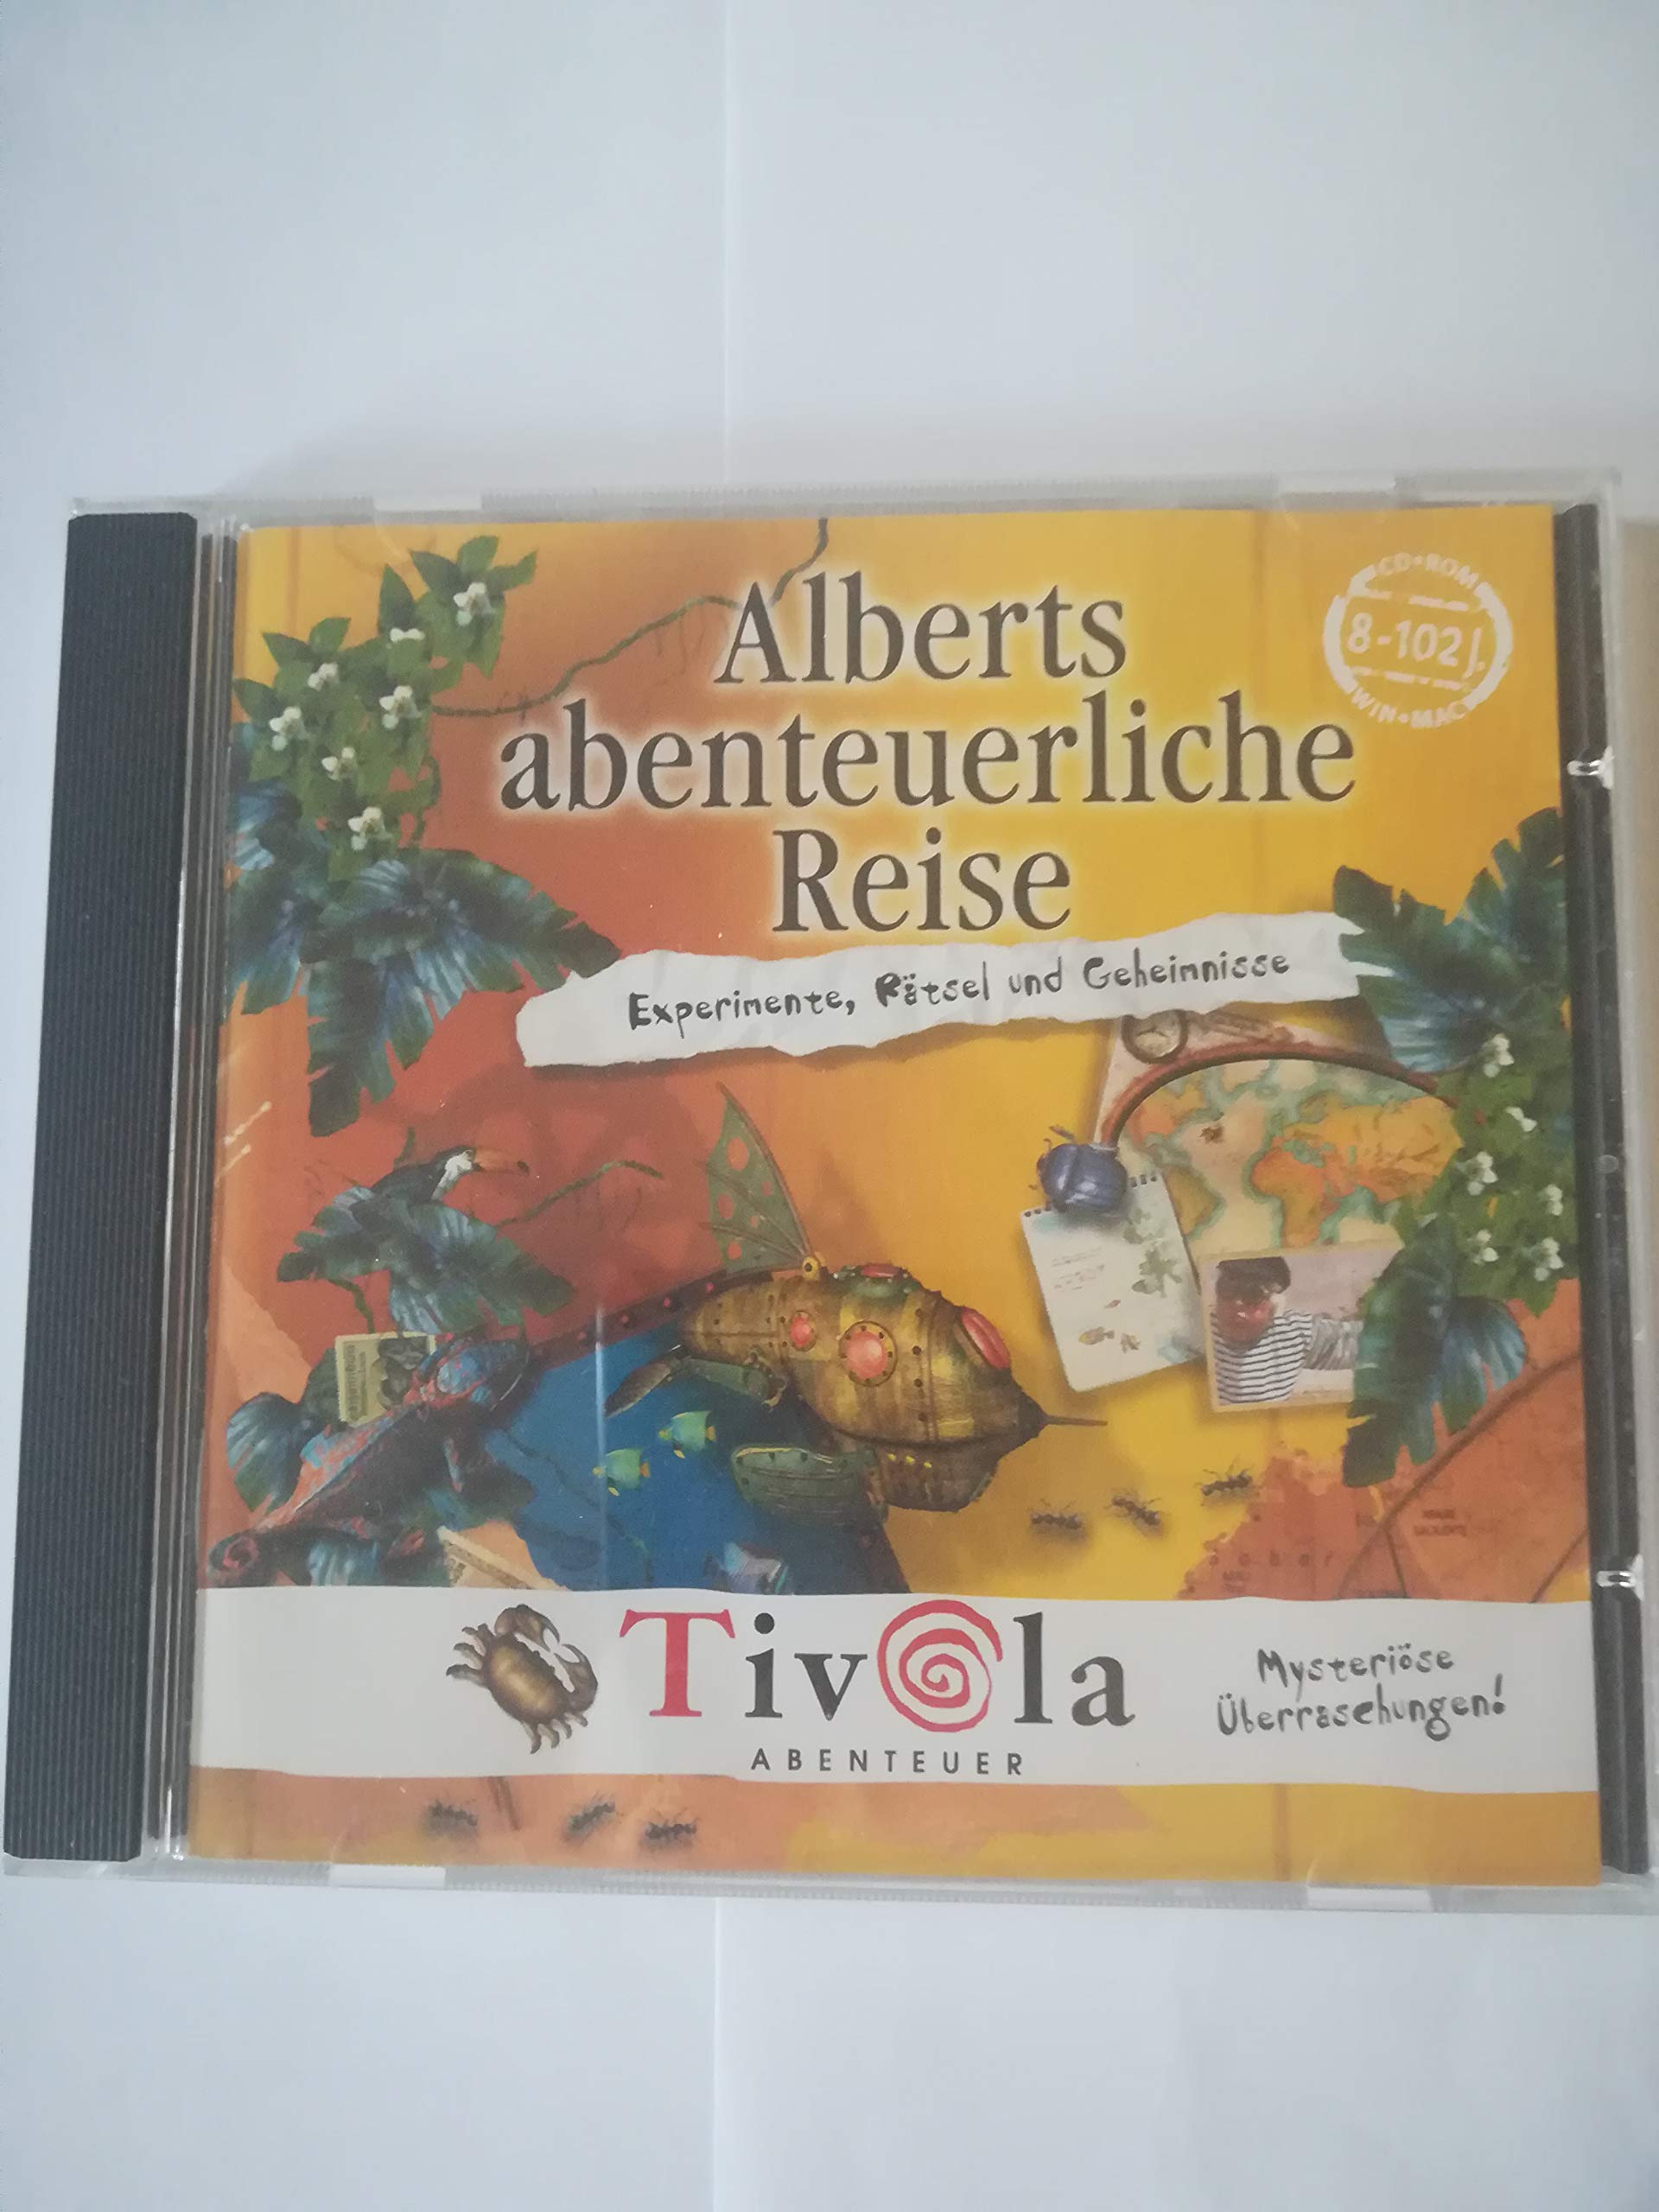 Alberts
abenteuerliche
Reise
CD•ROM
8-102 J.
WIN•MAC
Experimente, Rätsel und Geheimnisse
Tivola
ABENTEUER
Mysteriöse
Überraschungen!